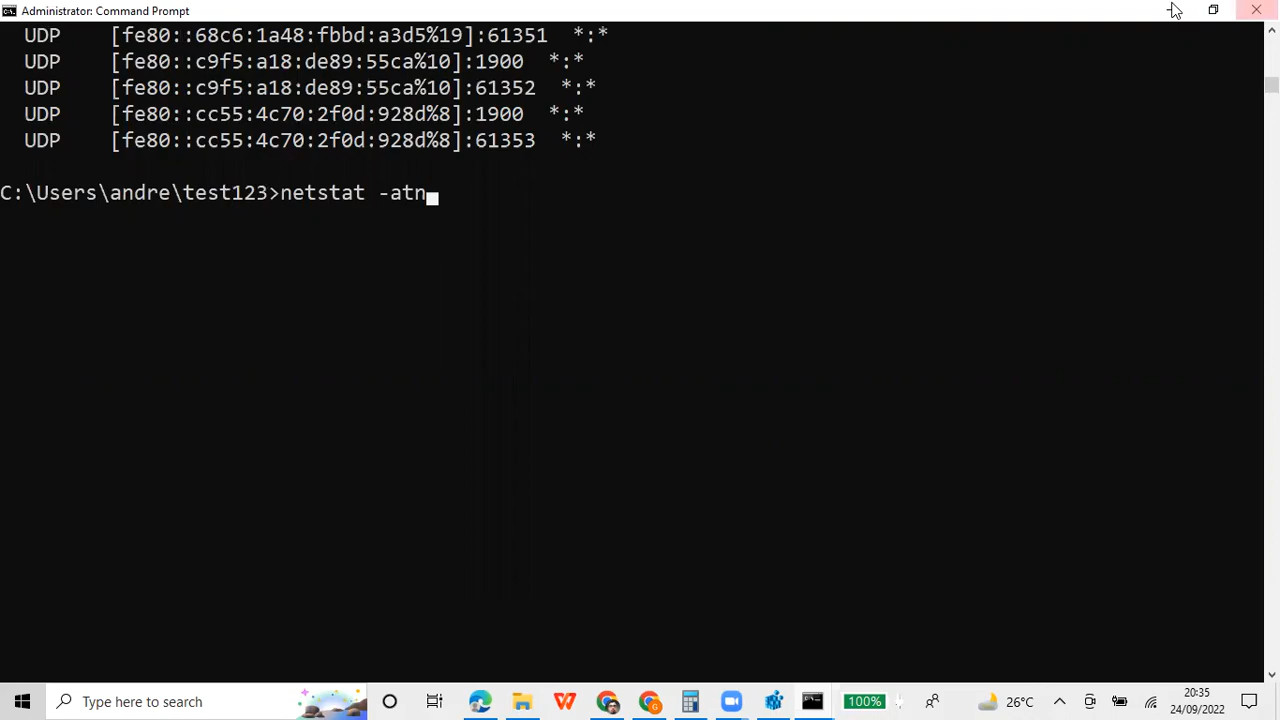 Administrator: Command Prompt
UDP [fe80::68c6:1a48:fbbd:a3d5%19]:61351 *:*
UDP [fe80::c9f5:a18:de89:55ca%10]:1900 *:*
UDP [fe80::c9f5:a18:de89:55ca%10]:61352 *:*
UDP [fe80::cc55:4c70:2f0d:928d%8]:1900 *:*
UDP [fe80::cc55:4c70:2f0d:928d%8]:61353 *:*
C:\Users\andre\test123>netstat -atn
Type here to search
100%
26°C
20:35
24/09/2022